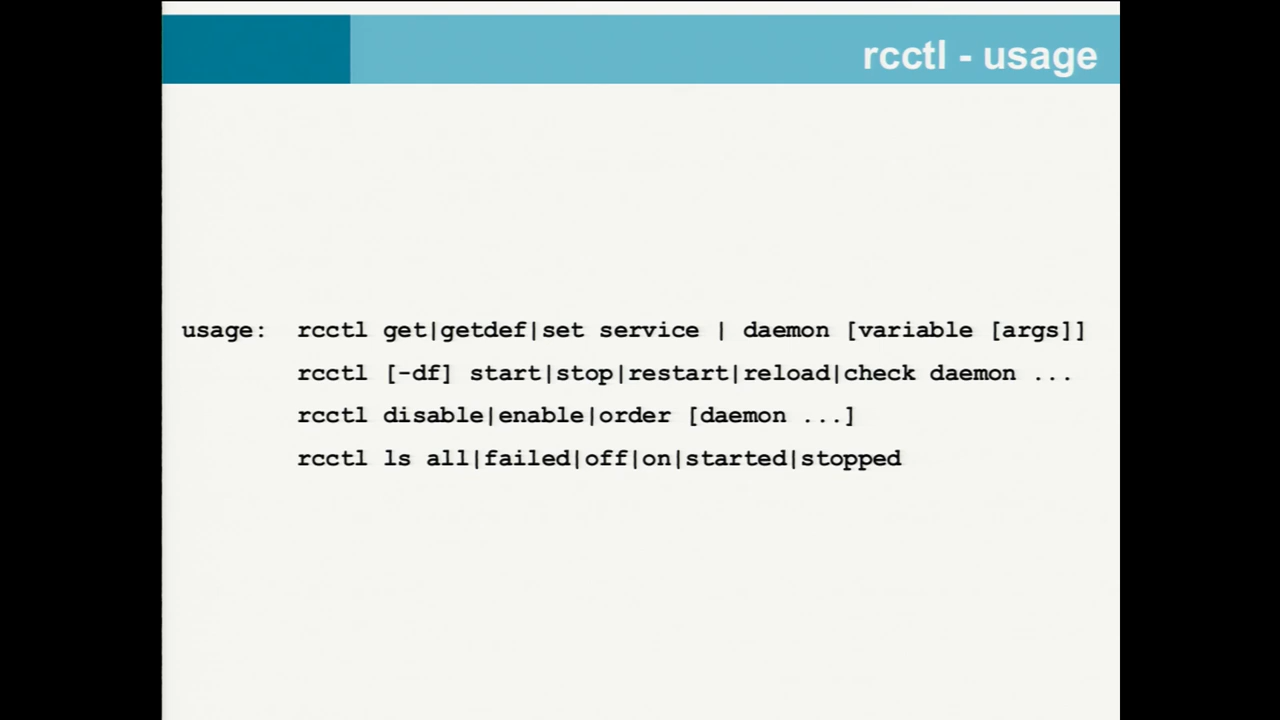 rcctl - usage
usage: rcctl get|getdef|set service | daemon [variable [args]]
rcctl [-df] start|stop|restart|reload|check daemon ...
rcctl disable|enable|order [daemon ...]
rcctl ls all|failed|off|on|started|stopped